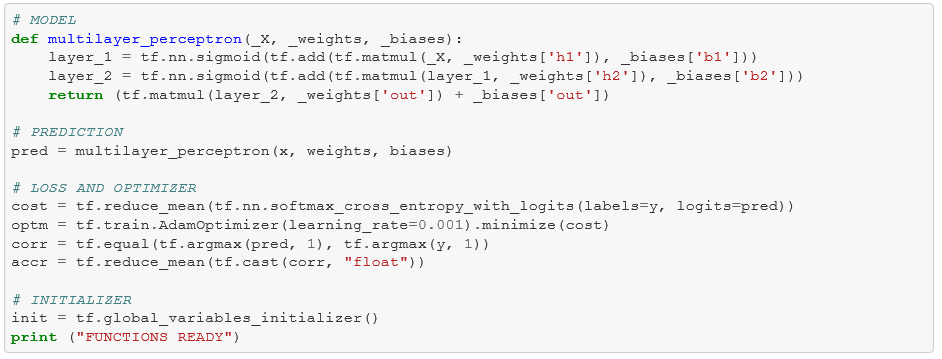 # MODEL
def multilayer_perceptron(_X, _weights, _biases):
    layer_1 = tf.nn.sigmoid(tf.add(tf.matmul(_X, _weights['h1']), _biases['b1']))
    layer_2 = tf.nn.sigmoid(tf.add(tf.matmul(layer_1, _weights['h2']), _biases['b2']))
    return (tf.matmul(layer_2, _weights['out']) + _biases['out'])

# PREDICTION
pred = multilayer_perceptron(x, weights, biases)

# LOSS AND OPTIMIZER
cost = tf.reduce_mean(tf.nn.softmax_cross_entropy_with_logits(labels=y, logits=pred))
optm = tf.train.AdamOptimizer(learning_rate=0.001).minimize(cost)
corr = tf.equal(tf.argmax(pred, 1), tf.argmax(y, 1))
accr = tf.reduce_mean(tf.cast(corr, "float"))

# INITIALIZER
init = tf.global_variables_initializer()
print ("FUNCTIONS READY")